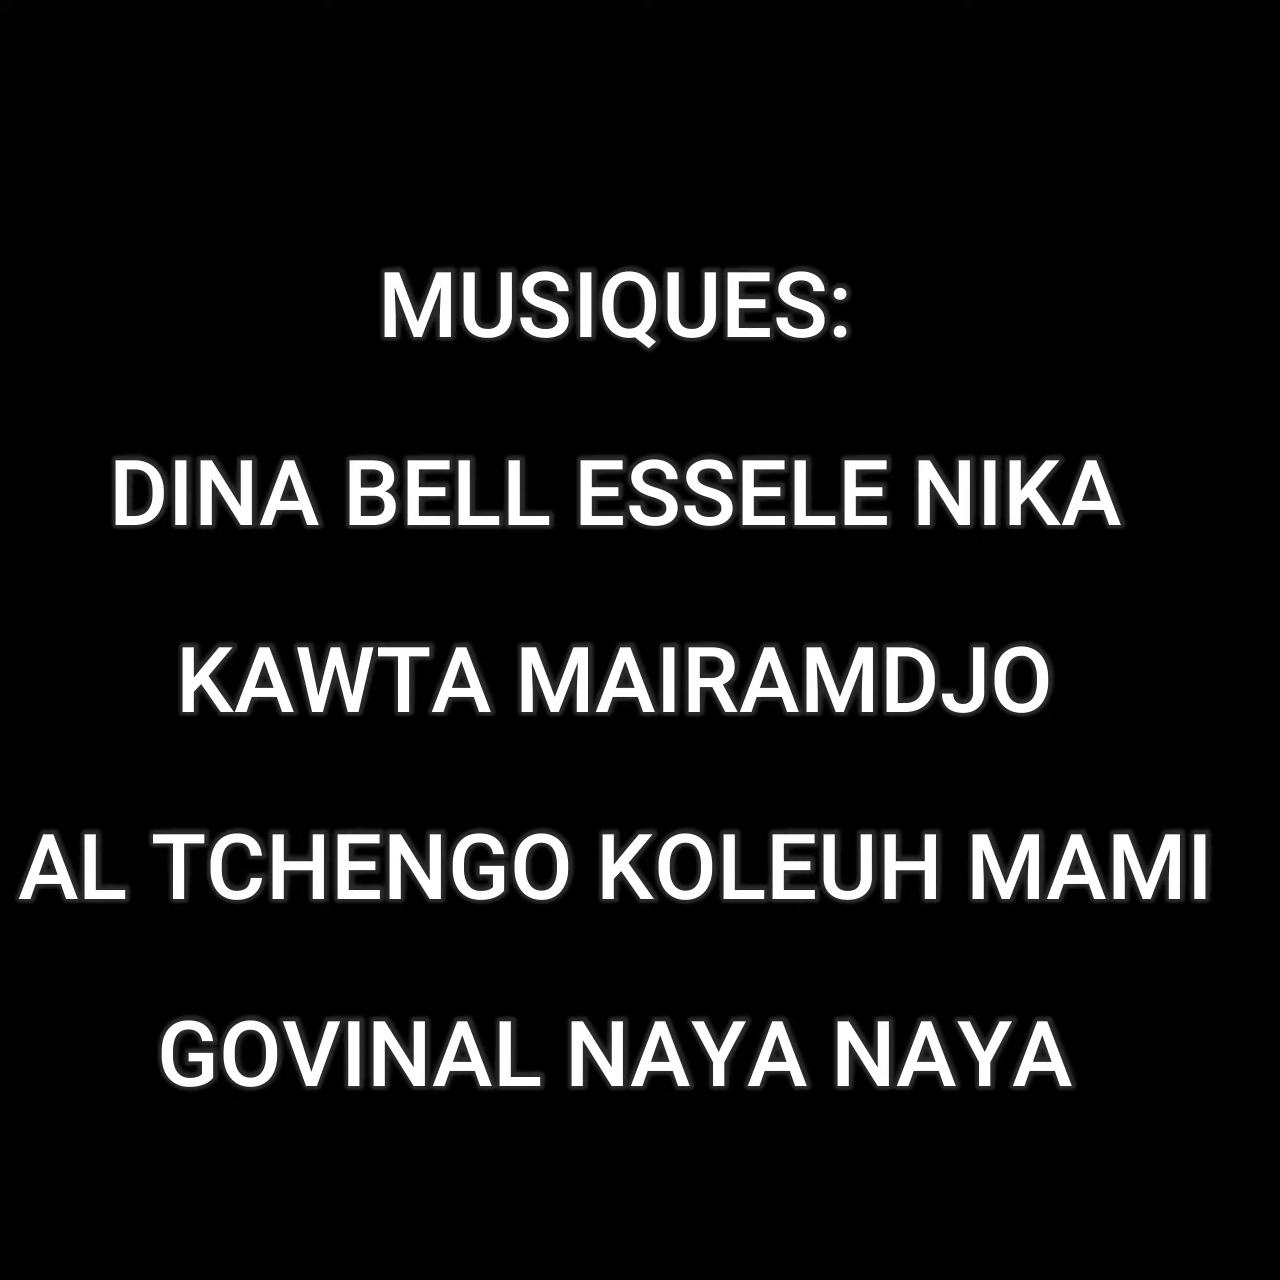 MUSIQUES:
DINA BELL ESSELE NIKA
KAWTA MAIRAMDJO
AL TCHENGO KOLEUH MAMI
GOVINAL NAYA NAYA